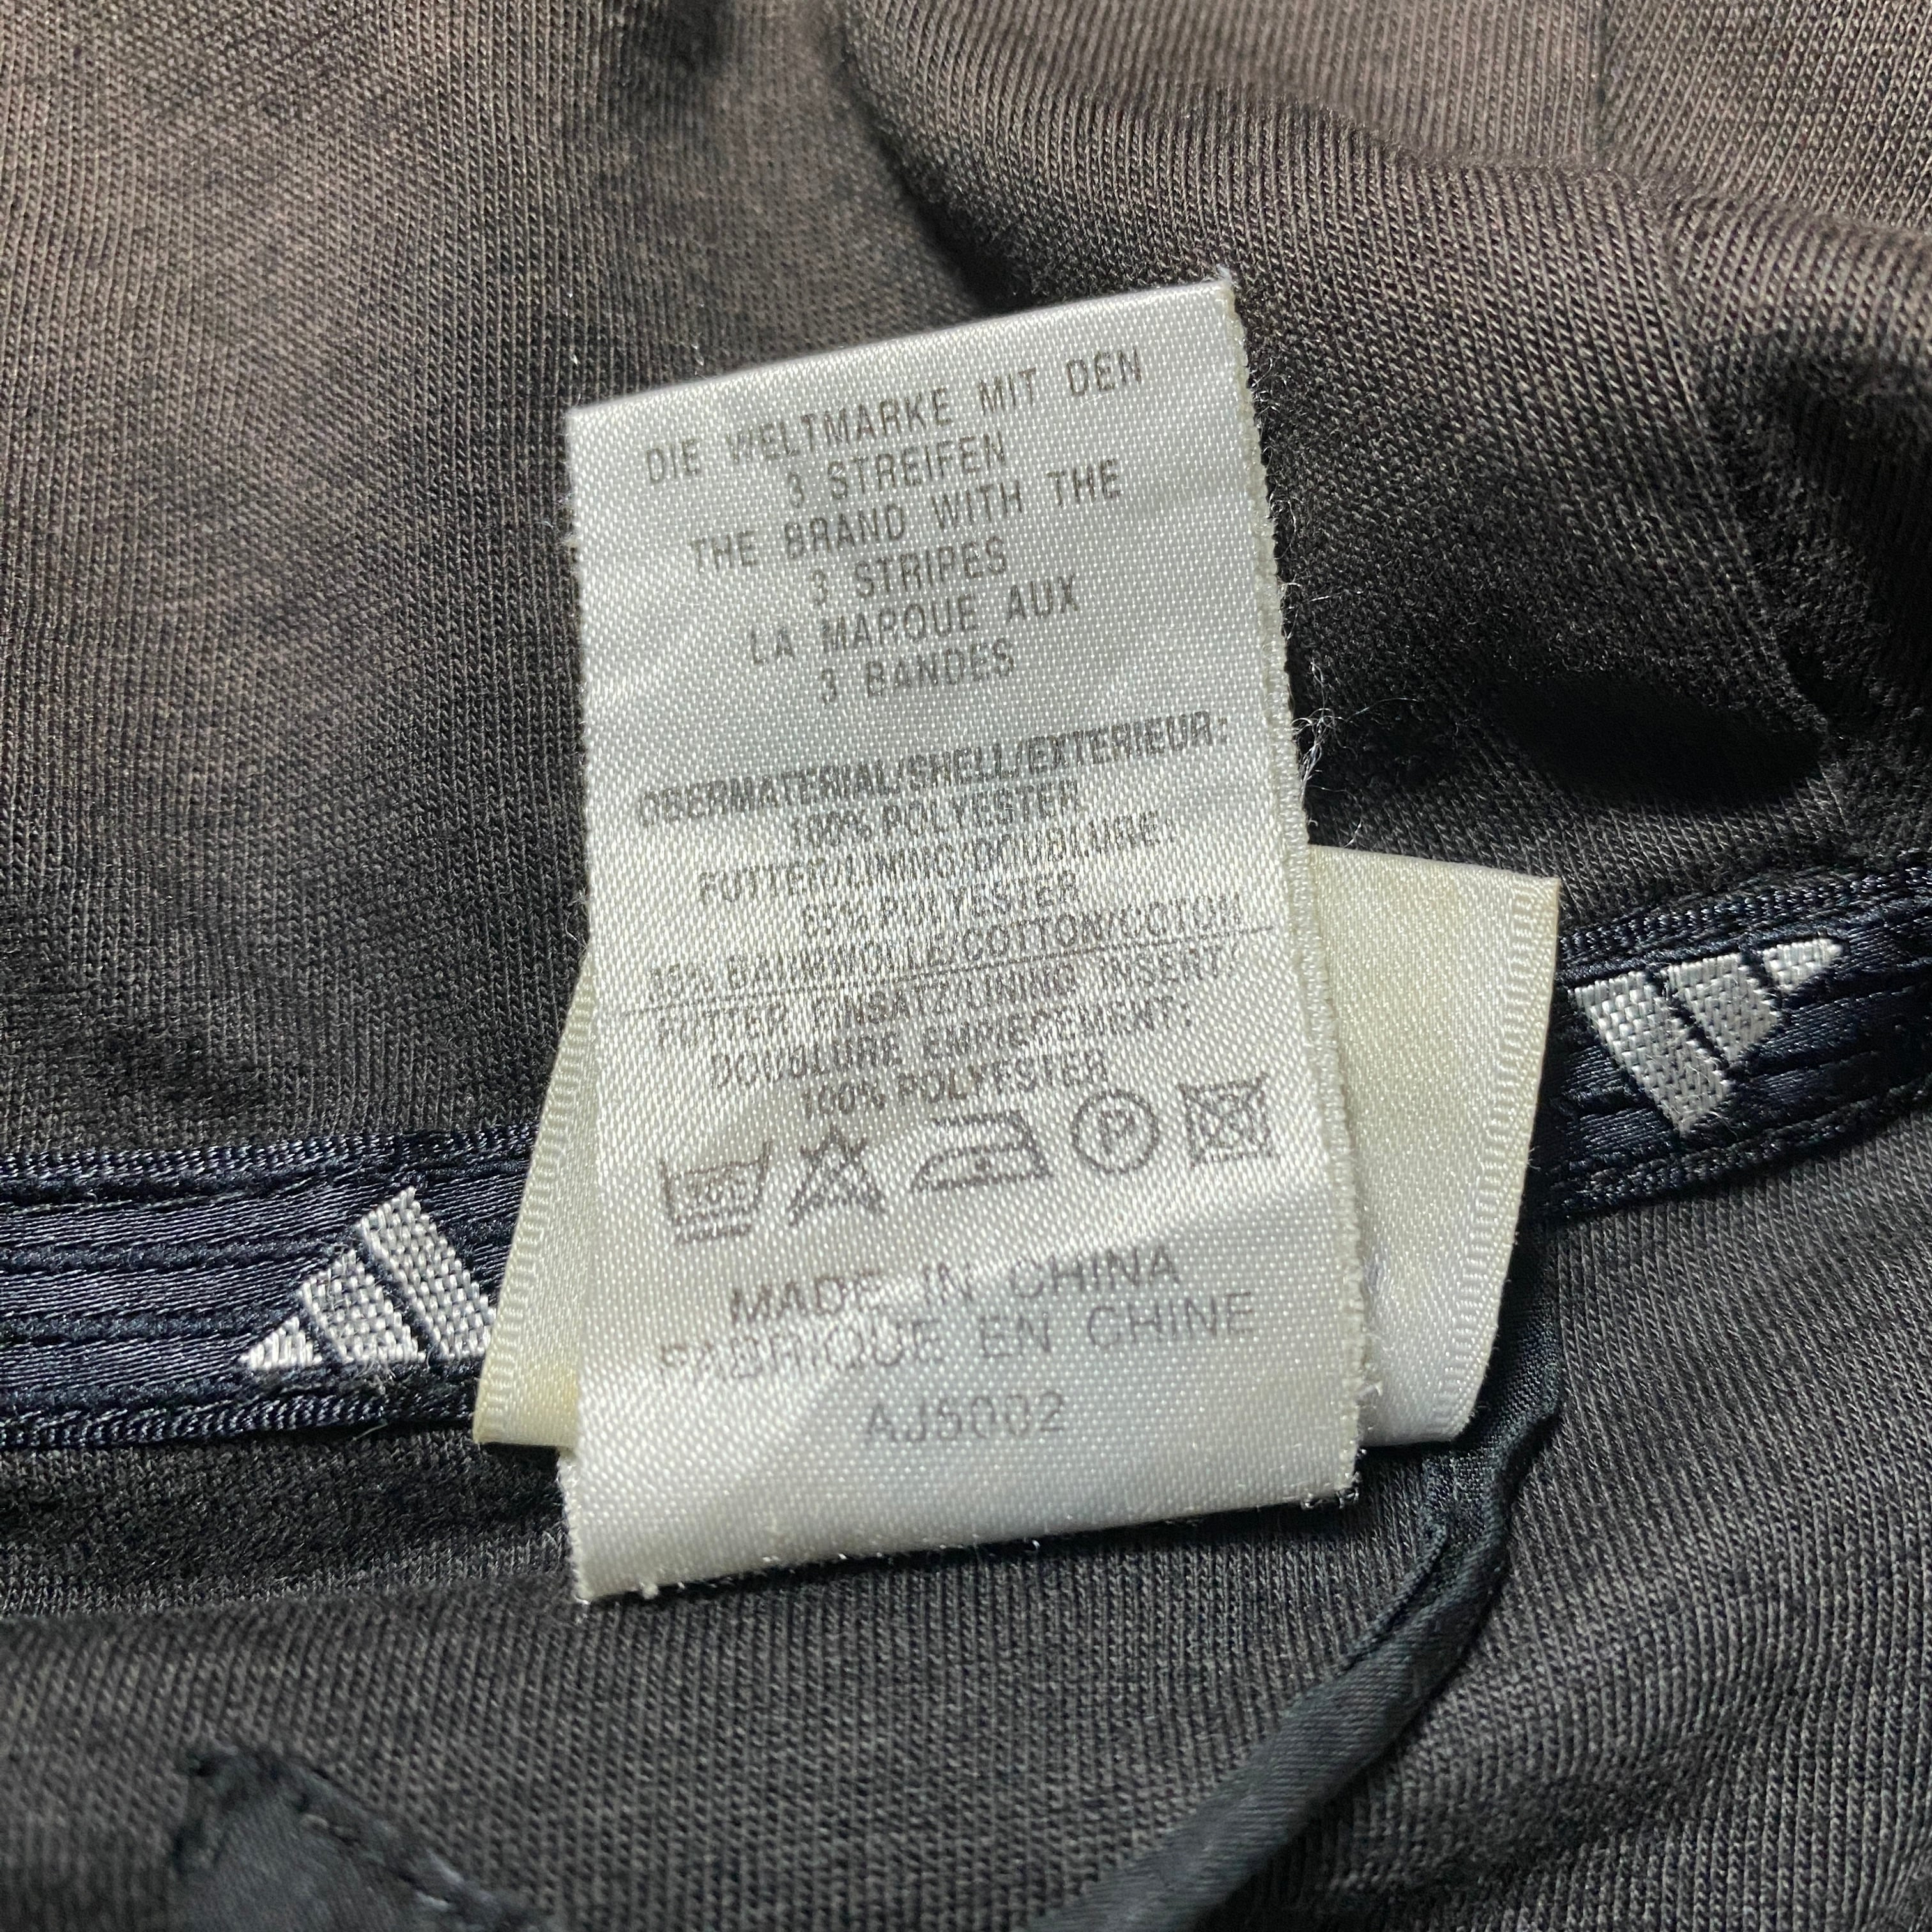 DIE WELTMARKE MIT DEN
3 STREIFEN
THE BRAND WITH THE
3 STRIPES
LA MARQUE AUX
3 BANDES
OBERMATERIAL/SHELL/EXTERIEUR:
100% POLYESTER
FUTTER/LINING/DOUBLURE
65% POLYESTER
35% BAUMWOLLE/COTTON/COTON
FUTTER EINSATZ/LINING INSERT
DOUBLURE EMPIECEMENT.
100% POLYESTER
P
MADE IN CHINA
FABRIQUE EN CHINE
AJ5002